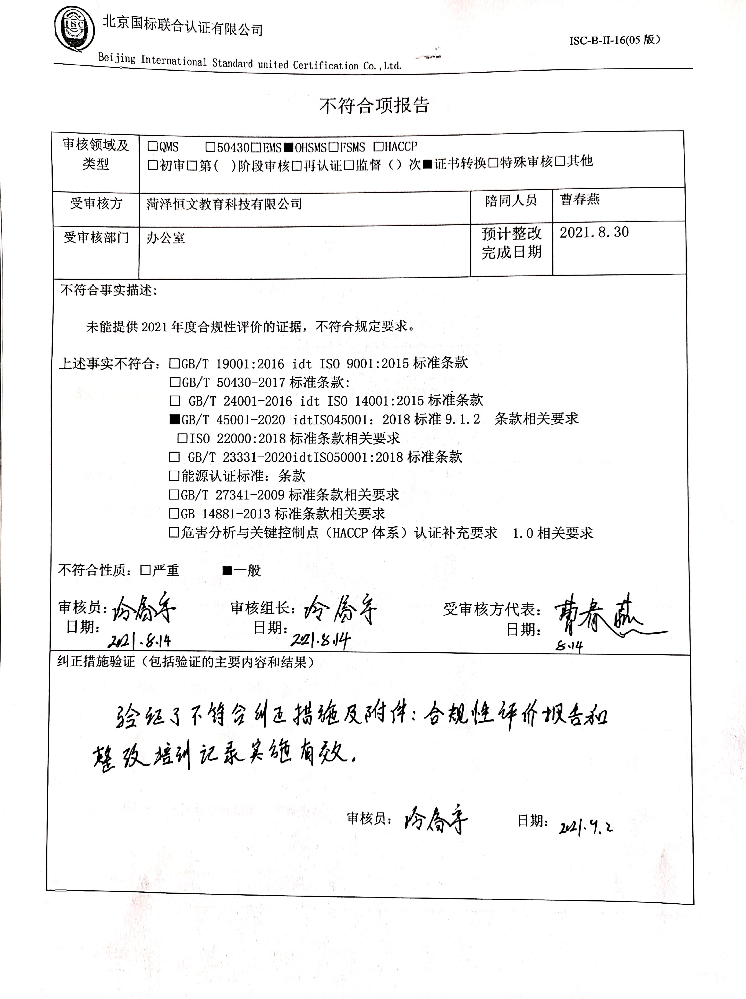 ISC
北京国标联合认证有限公司
ISC-B-II-16(05 版)
Beijing International Standard united Certification Co.,Ltd.
不符合项报告
审核领域及
类型
□QMS □50430□EMS■OHSMS□FSMS □HACCP
□初审□第( )阶段审核□再认证□监督（）次■证书转换□特殊审核□其他
受审核方
菏泽恒文教育科技有限公司
陪同人员
曹春燕
受审核部门
办公室
预计整改
完成日期
2021.8.30
不符合事实描述：
未能提供 2021 年度合规性评价的证据，不符合规定要求。
上述事实不符合：□GB/T 19001:2016 idt ISO 9001:2015 标准条款
□GB/T 50430-2017 标准条款：
□ GB/T 24001-2016 idt ISO 14001:2015 标准条款
■GB/T 45001-2020 idtISO45001：2018 标准 9.1.2 条款相关要求
□ISO 22000:2018 标准条款相关要求
□ GB/T 23331-2020idtISO50001:2018 标准条款
□能源认证标准：条款
□GB/T 27341-2009 标准条款相关要求
□GB 14881-2013 标准条款相关要求
□危害分析与关键控制点（HACCP 体系）认证补充要求 1.0 相关要求
不符合性质：□严重 ■一般
审核员： 审核组长： 受审核方代表：曹春燕
日期： 日期： 日期：
2021.8.14 2021.8.14 8.14
纠正措施验证（包括验证的主要内容和结果）
验证了不符合纠正措施及附件：合规性评价报告和
整改培训记录实施有效。
审核员： 日期：2021.9.2